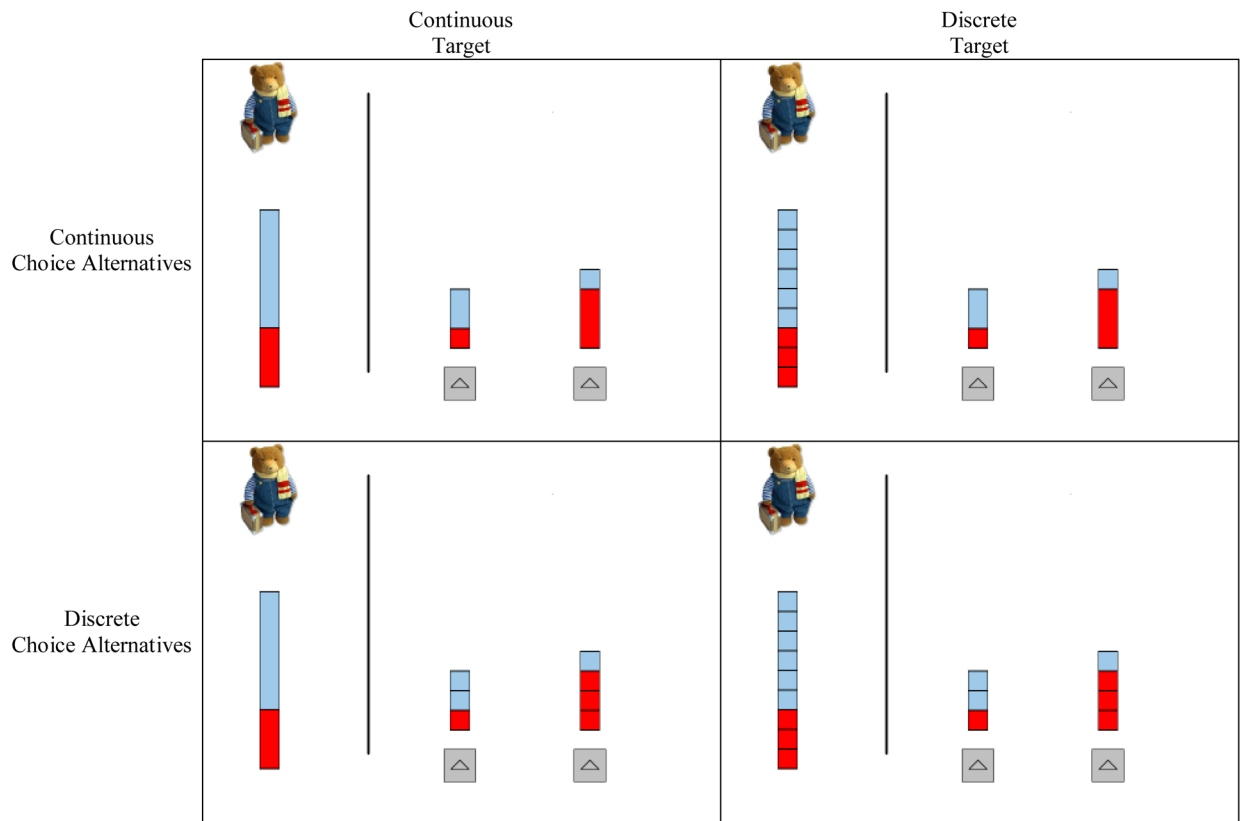 Continuous
Target
Discrete
Target
Continuous
Choice Alternatives
Discrete
Choice Alternatives